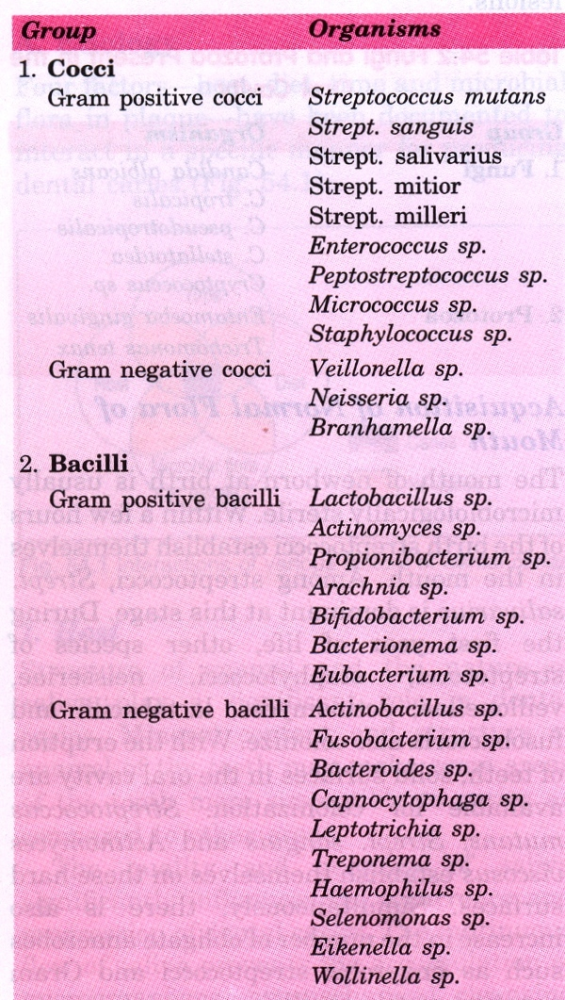 Group Organisms
1. Cocci
Gram positive cocci Streptococcus mutans
Strept. sanguis
Strept. salivarius
Strept. mitior
Strept. milleri
Enterococcus sp.
Peptostreptococcus sp.
Micrococcus sp.
Staphylococcus sp.
Gram negative cocci Veillonella sp.
Neisseria sp.
Branhamella sp.
2. Bacilli
Gram positive bacilli Lactobacillus sp.
Actinomyces sp.
Propionibacterium sp.
Arachnia sp.
Bifidobacterium sp.
Bacterionema sp.
Eubacterium sp.
Gram negative bacilli Actinobacillus sp.
Fusobacterium sp.
Bacteroides sp.
Capnocytophaga sp.
Leptotrichia sp.
Treponema sp.
Haemophilus sp.
Selenomonas sp.
Eikenella sp.
Wollinella sp.